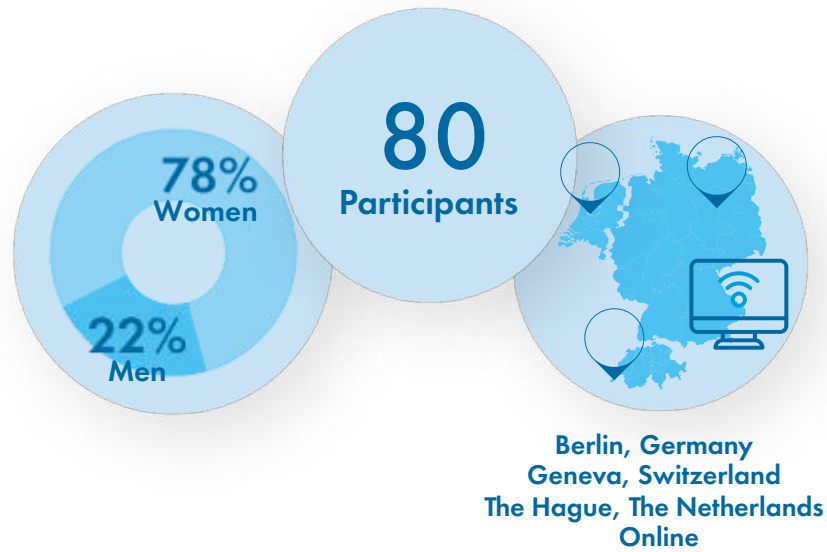 78%
Women
22%
Men
80
Participants
Berlin, Germany
Geneva, Switzerland
The Hague, The Netherlands
Online